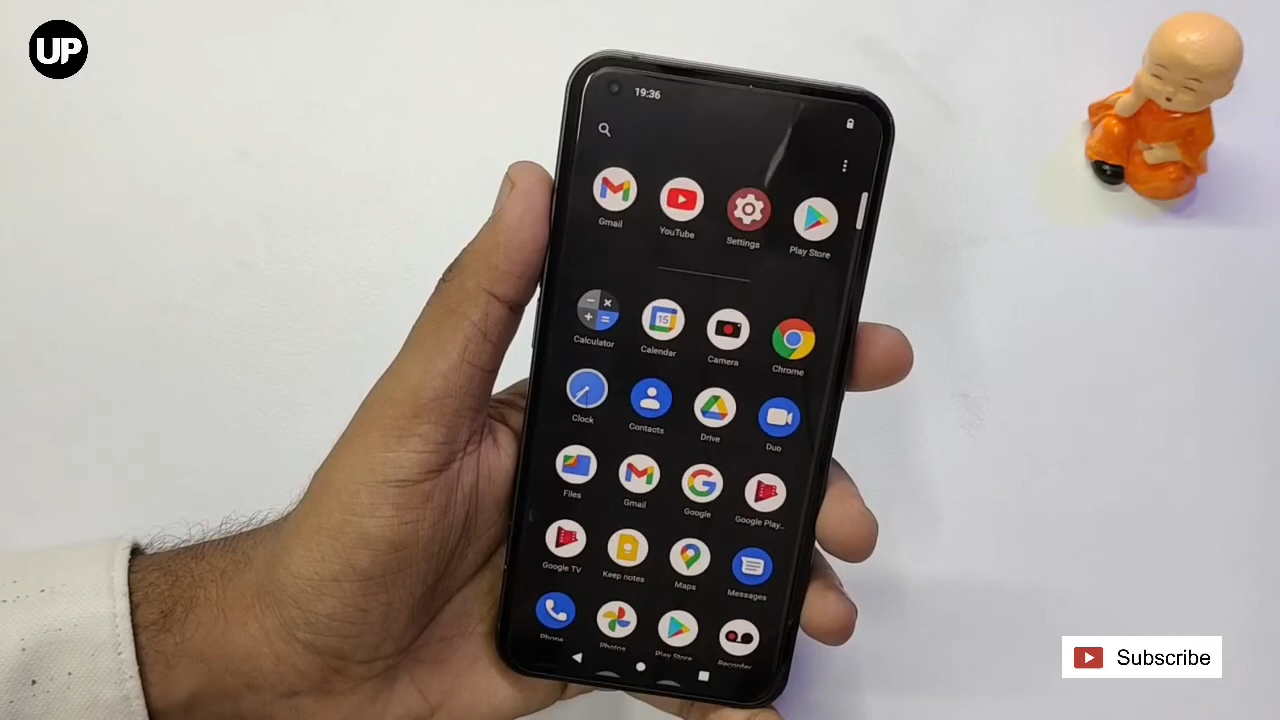 UP
19:36
Gmail YouTube Settings Play Store
Calculator Calendar Camera Chrome
15
Clock Contacts Drive Duo
Files Gmail Google Google Play...
Google TV Keep notes Maps Messages
Phone Photos Play Store Recorder
Subscribe